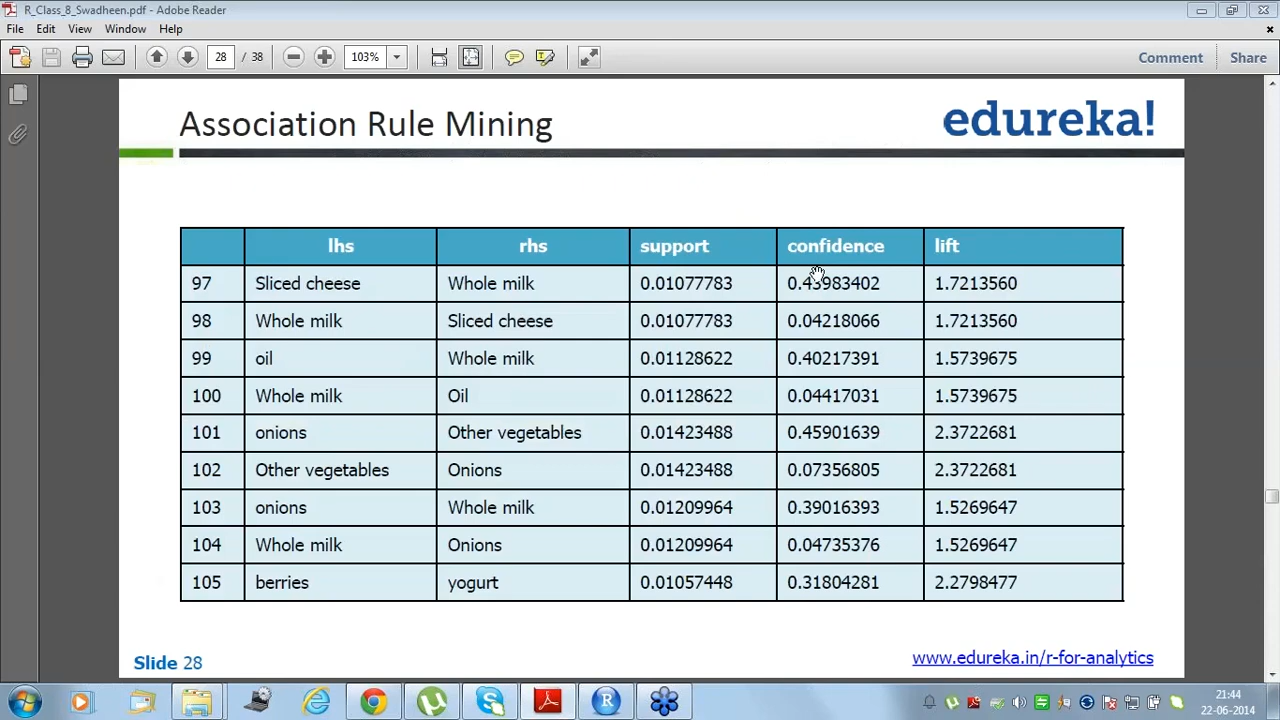 R_Class_8_Swadheen.pdf - Adobe Reader
File Edit View Window Help
28 / 38 103% Comment Share
Association Rule Mining
edureka!
lhs rhs support confidence lift
97 Sliced cheese Whole milk 0.01077783 0.43983402 1.7213560
98 Whole milk Sliced cheese 0.01077783 0.04218066 1.7213560
99 oil Whole milk 0.01128622 0.40217391 1.5739675
100 Whole milk Oil 0.01128622 0.04417031 1.5739675
101 onions Other vegetables 0.01423488 0.45901639 2.3722681
102 Other vegetables Onions 0.01423488 0.07356805 2.3722681
103 onions Whole milk 0.01209964 0.39016393 1.5269647
104 Whole milk Onions 0.01209964 0.04735376 1.5269647
105 berries yogurt 0.01057448 0.31804281 2.2798477
Slide 28
www.edureka.in/r-for-analytics
21:44
22-06-2014